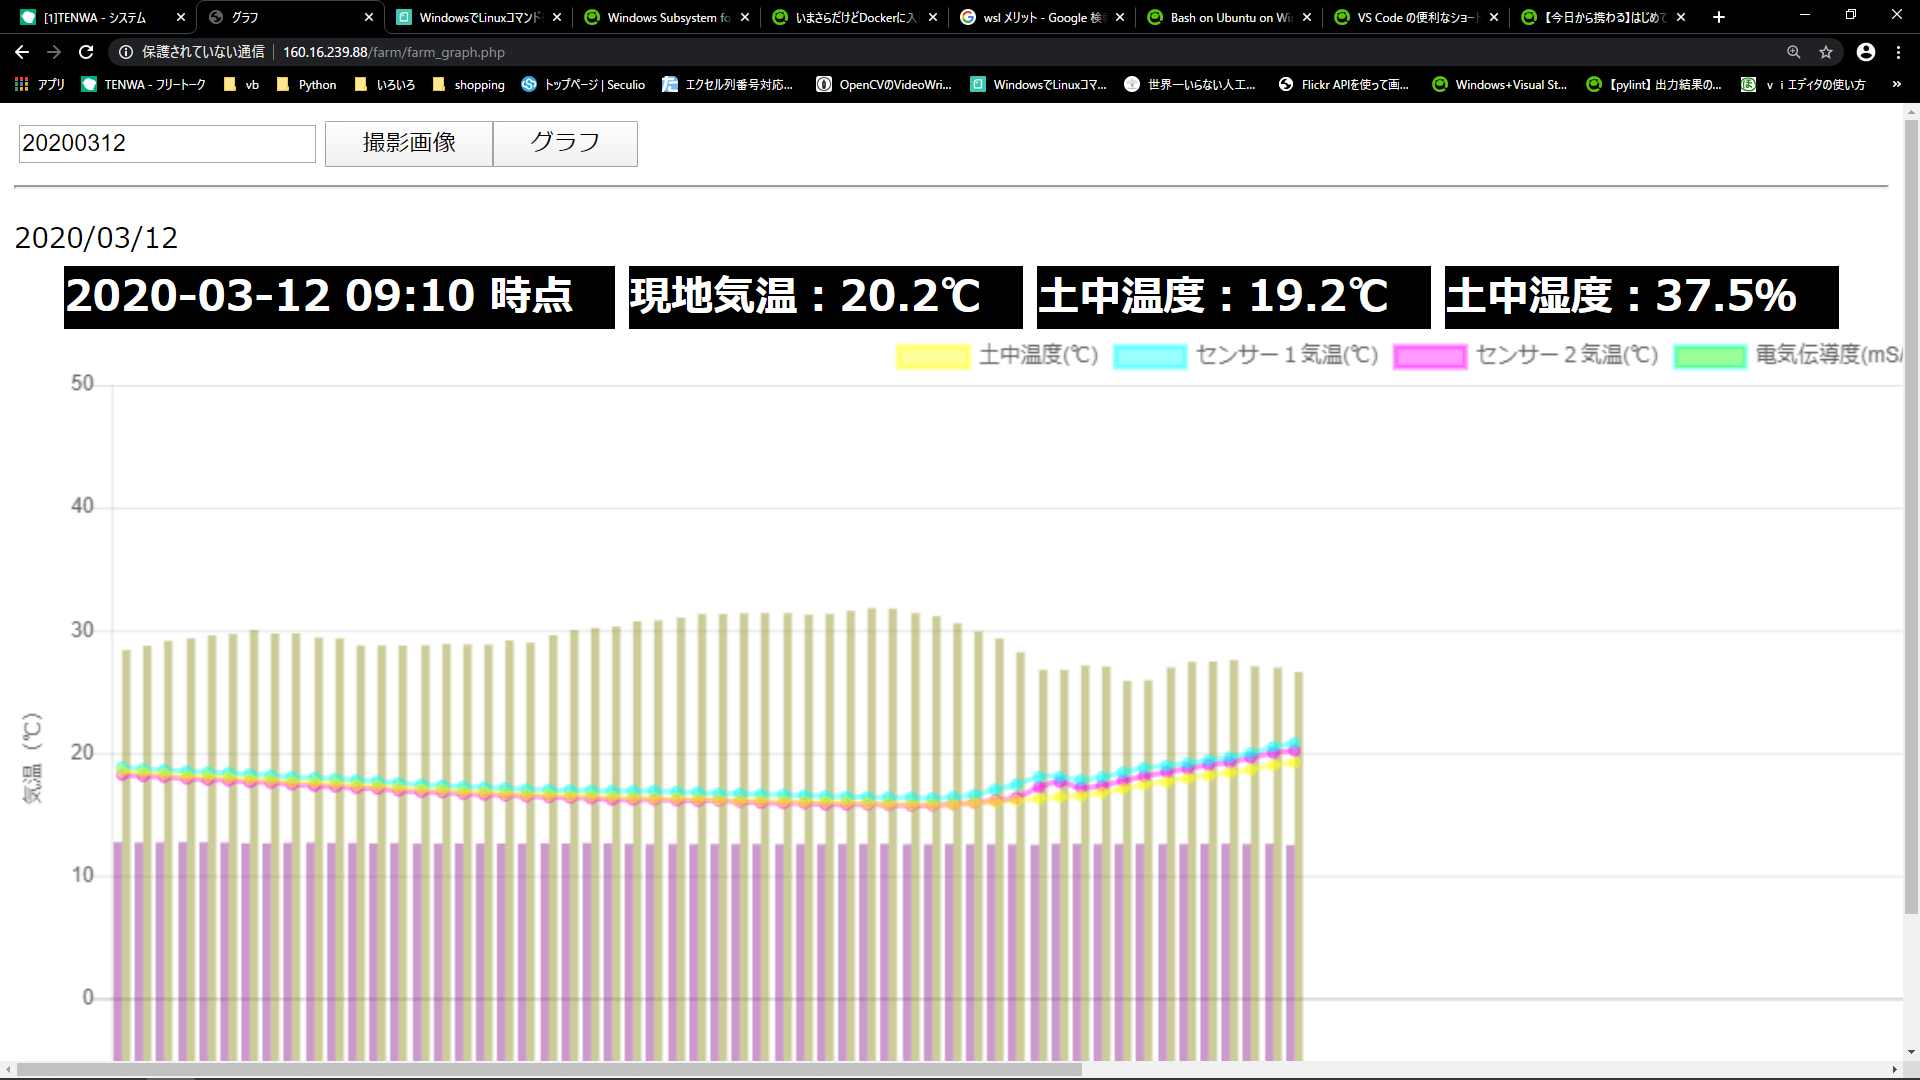 [1]TENWA - システム
グラフ
WindowsでLinuxコマンド
Windows Subsystem fo
いまさらだけどDockerに入
wsl メリット - Google 検
Bash on Ubuntu on Wi
VS Code の便利なショー
【今日から携わる】はじめて
保護されていない通信 160.16.239.88/farm/farm_graph.php
アプリ
TENWA - フリートーク
vb
Python
いろいろ
shopping
トップページ | Seculio
エクセル列番号対応...
OpenCVのVideoWri...
WindowsでLinuxコマ...
世界一いらない人工...
Flickr APIを使って画...
Windows+Visual St...
【pylint】出力結果の...
ｖｉエディタの使い方
»
20200312 撮影画像 グラフ
2020/03/12
2020-03-12 09:10 時点 現地気温：20.2℃ 土中温度：19.2℃ 土中湿度：37.5%
土中温度(℃) センサー１気温(℃) センサー２気温(℃) 電気伝導度(mS/
50
40
30
20
10
0
気温（℃）